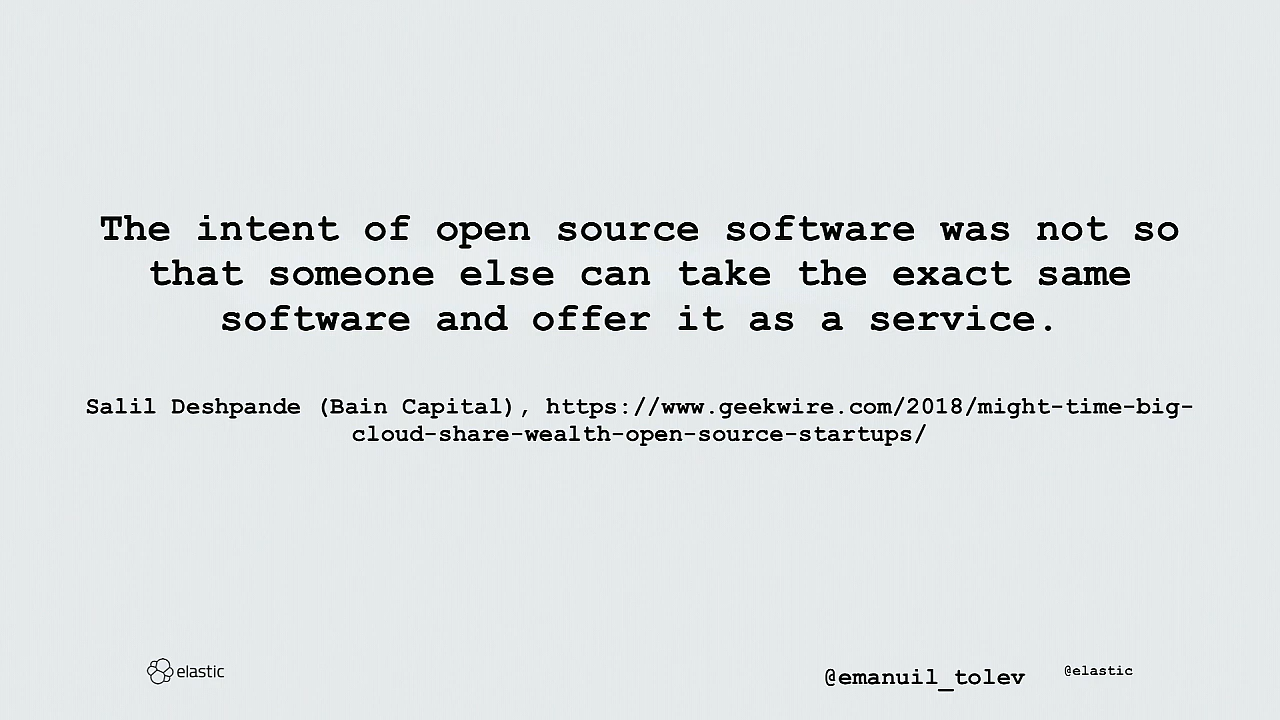 The intent of open source software was not so
that someone else can take the exact same
software and offer it as a service.
Salil Deshpande (Bain Capital), https://www.geekwire.com/2018/might-time-big-
cloud-share-wealth-open-source-startups/
elastic
@emanuil_tolev
@elastic